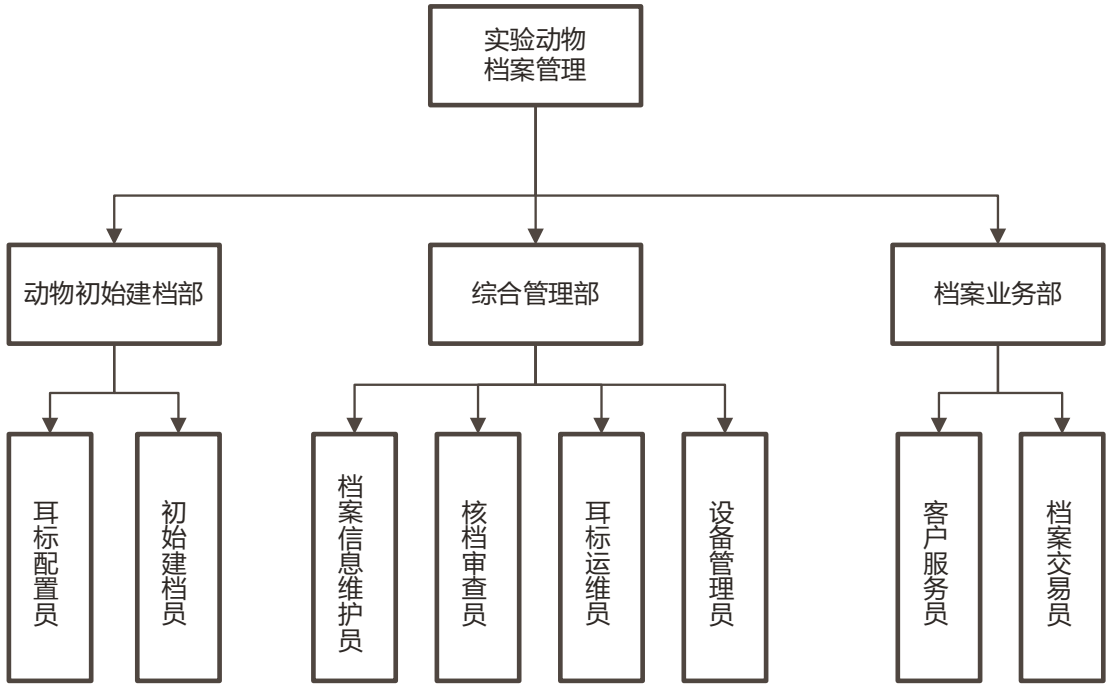 实验动物
档案管理
动物初始建档部
综合管理部
档案业务部
耳标配置员
初始建档员
档案信息维护员
核档审查员
耳标运维员
设备管理员
客户服务员
档案交易员